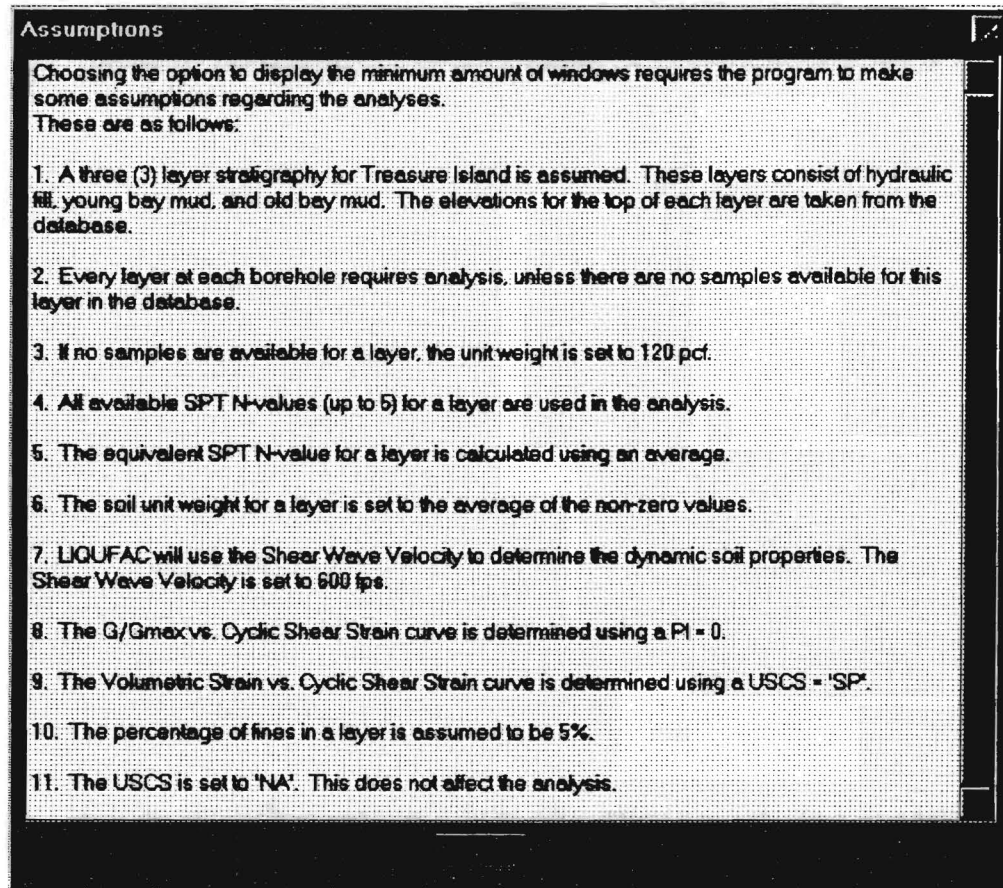 Assumptions
Choosing the option to display the minimum amount of windows requires the program to make
some assumptions regarding the analyses.
These are as follows:
1. A three (3) layer stratigraphy for Treasure Island is assumed. These layers consist of hydraulic
fill, young bay mud, and old bay mud. The elevations for the top of each layer are taken from the
database.
2. Every layer at each borehole requires analysis, unless there are no samples available for this
layer in the database.
3. If no samples are available for a layer, the unit weight is set to 120 pcf.
4. All available SPT N-values (up to 5) for a layer are used in the analysis.
5. The equivalent SPT N-value for a layer is calculated using an average.
6. The soil unit weight for a layer is set to the average of the non-zero values.
7. LIQUFAC will use the Shear Wave Velocity to determine the dynamic soil properties. The
Shear Wave Velocity is set to 600 fps.
8. The G/Gmax vs. Cyclic Shear Strain curve is determined using a PI = 0.
9. The Volumetric Strain vs. Cyclic Shear Strain curve is determined using a USCS = 'SP'.
10. The percentage of fines in a layer is assumed to be 5%.
11. The USCS is set to 'NA'. This does not affect the analysis.